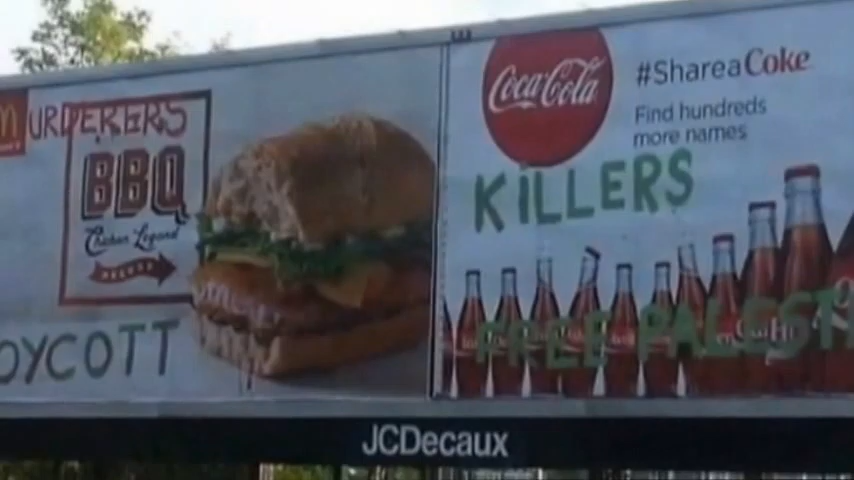 URDERERS
BBQ
Chicken Legend
OYCOTT
Coca-Cola
#ShareaCoke
Find hundreds
more names
KiLLERS
FREE PALEST
JCDecaux